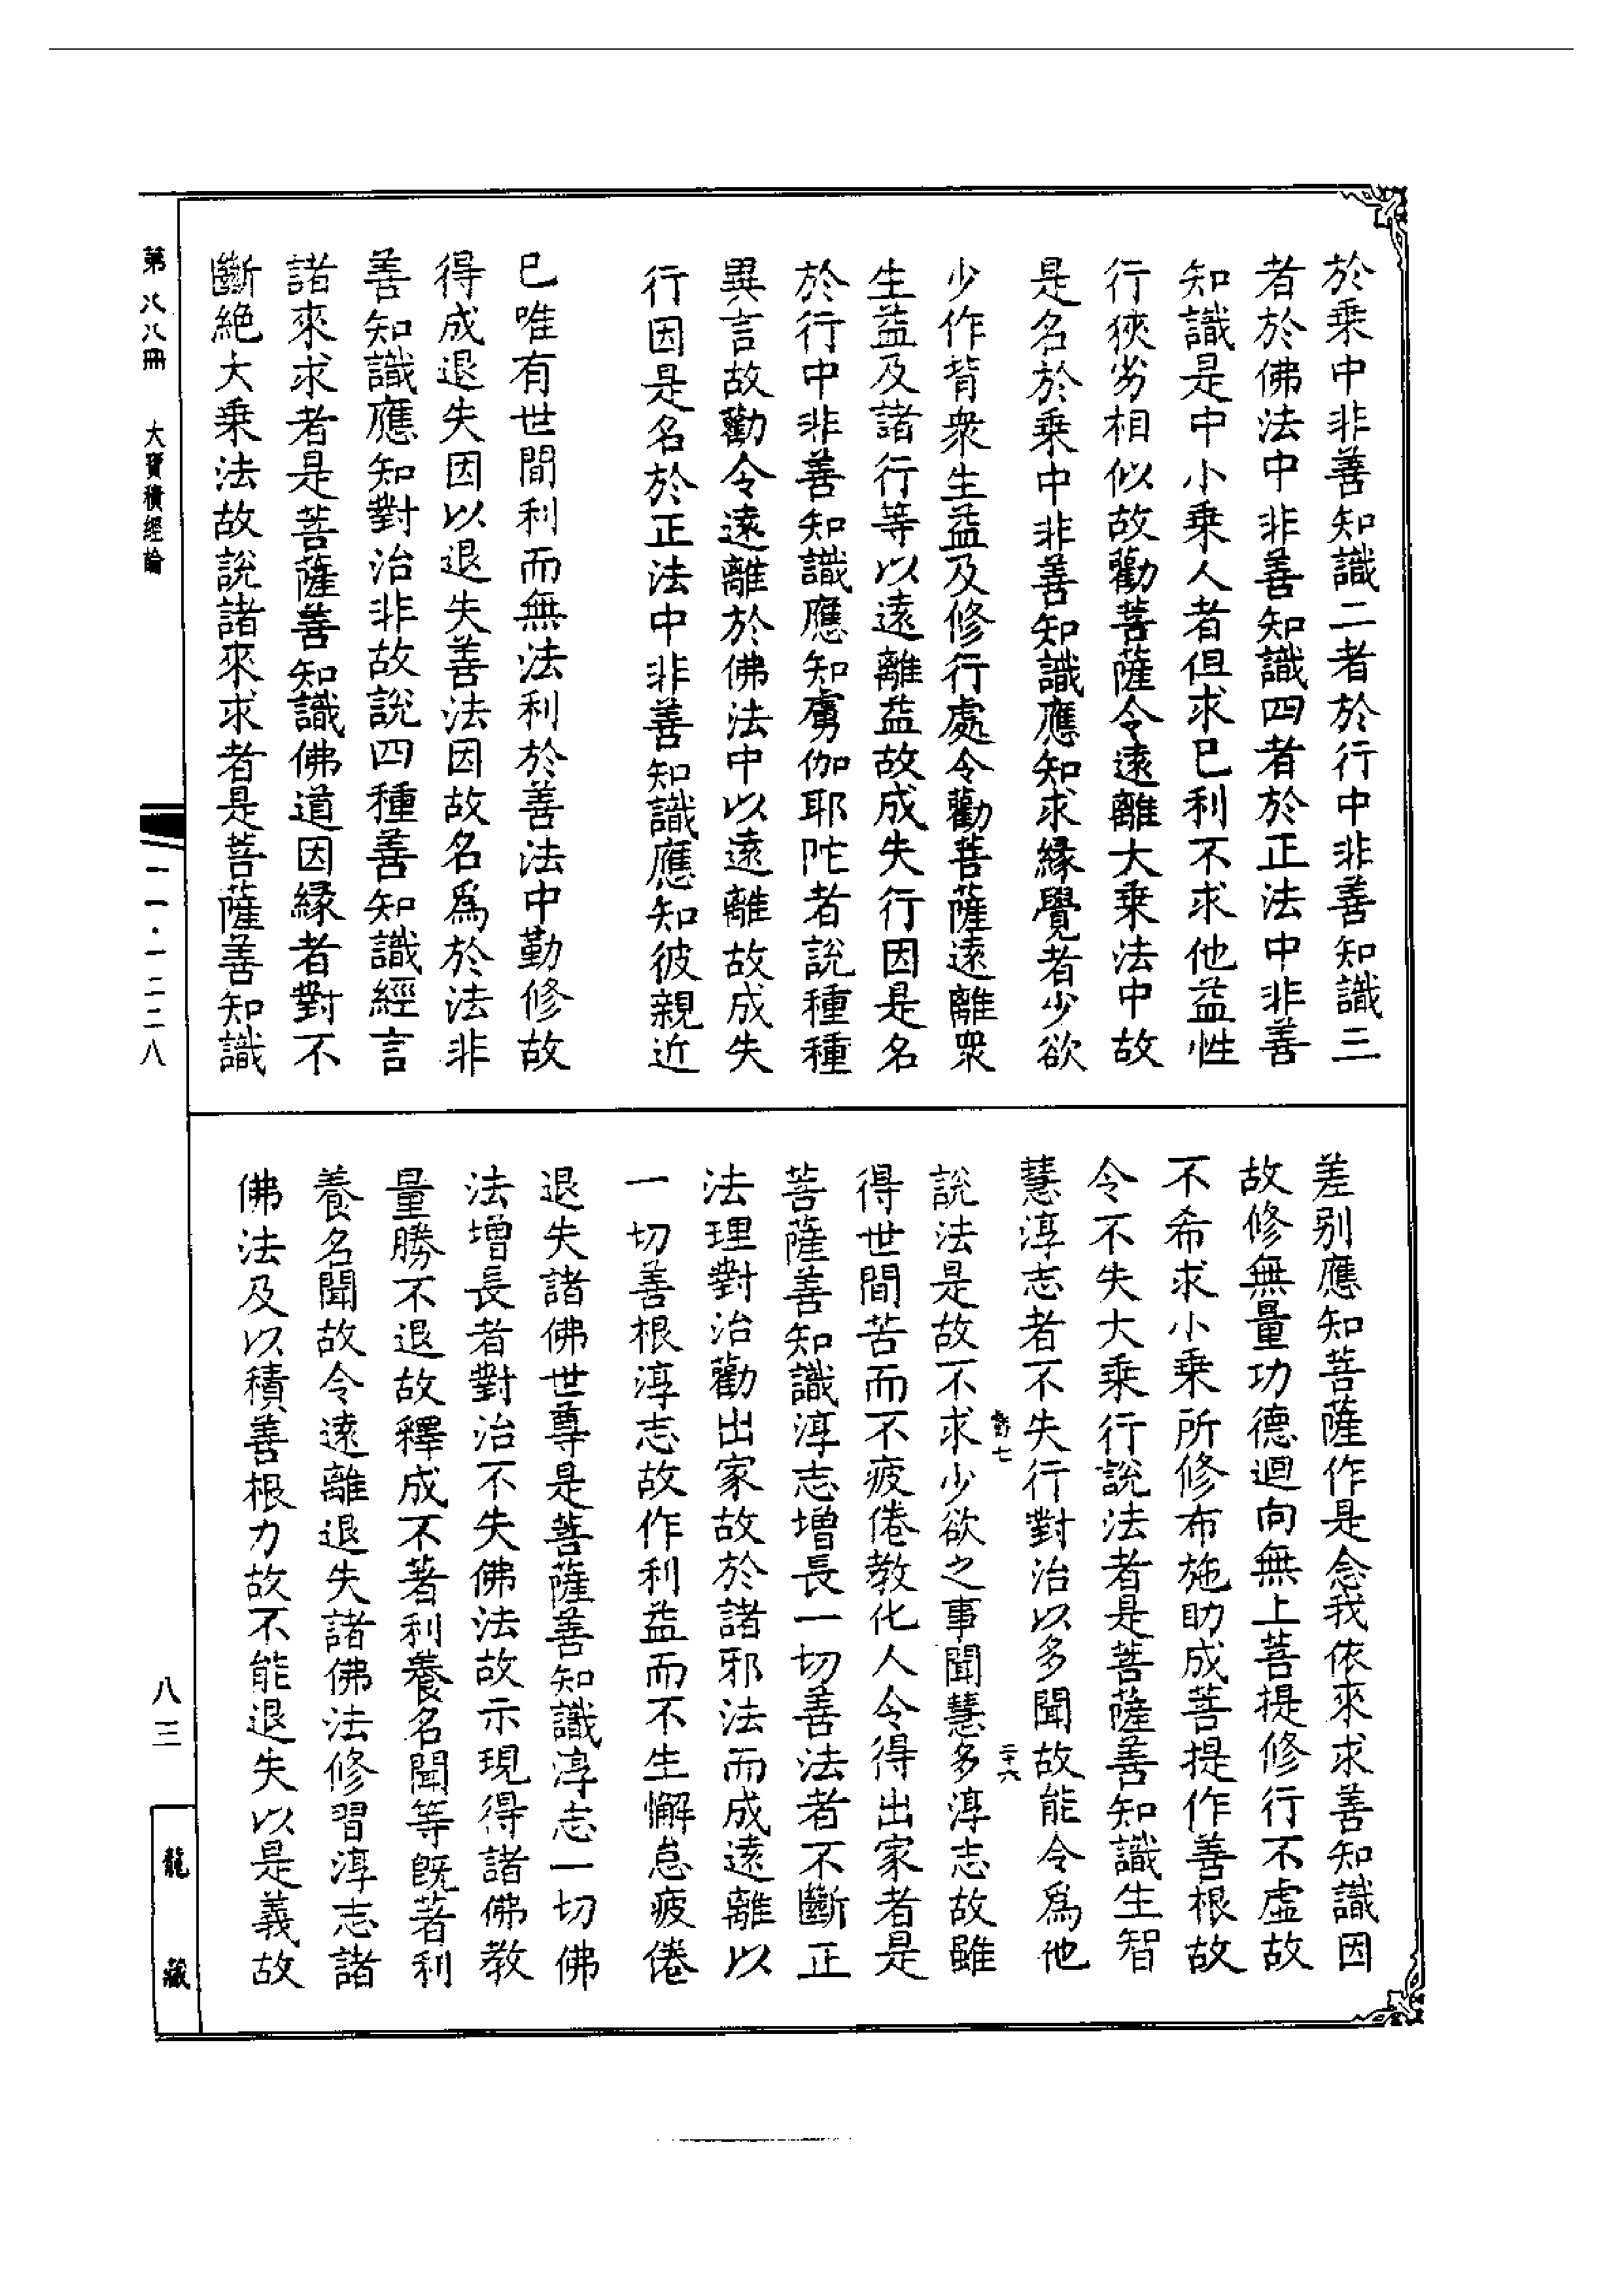 於乘中非善知識二者於行中非善知識三
者於佛法中非善知識四者於正法中非善
知識是中小乘人者但求已利不求他益性
行狹劣相似故勸菩薩令遠離大乘法中故
是名於乘中非善知識應知求緣覺者少欲
少作背衆生益及修行處令勸菩薩遠離衆
生益及諸行等以遠離益故成失行因是名
於行中非善知識應知虜伽耶陀者說種種
異言故勸令遠離於佛法中以遠離故成失
行因是名於正法中非善知識應知彼親近
已唯有世間利而無法利於善法中勤修故
得成退失因以退失善法因故名爲於法非
善知識應知對治非故說四種善知識經言
諸來求者是菩薩善知識佛道因緣者對不
斷絕大乘法故說諸來求者是菩薩善知識
差别應知菩薩作是念我依來求善知識因
故修無量功德迴向無上菩提修行不虛故
不希求小乘所修布施助成菩提作善根故
令不失大乘行說法者是菩薩善知識生智
慧淳志者不失行對治以多聞故能令爲他
說法是故不求少欲之事聞慧多淳志故雖
得世間苦而不疲倦教化人令得出家者是
菩薩善知識淳志增長一切善法者不斷正
法理對治勸出家故於諸邪法而成遠離以
一切善根淳志故作利益而不生懈怠疲倦
退失諸佛世尊是菩薩善知識淳志一切佛
法增長者對治不失佛法故示現得諸佛教
量勝不退故釋成不著利養名聞等旣著利
養名聞故令遠離退失諸佛法修習淳志諸
佛法及以積善根力故不能退失以是義故
第八八冊
大寶積經論
一一·一二二八
八三
龍藏
二十六